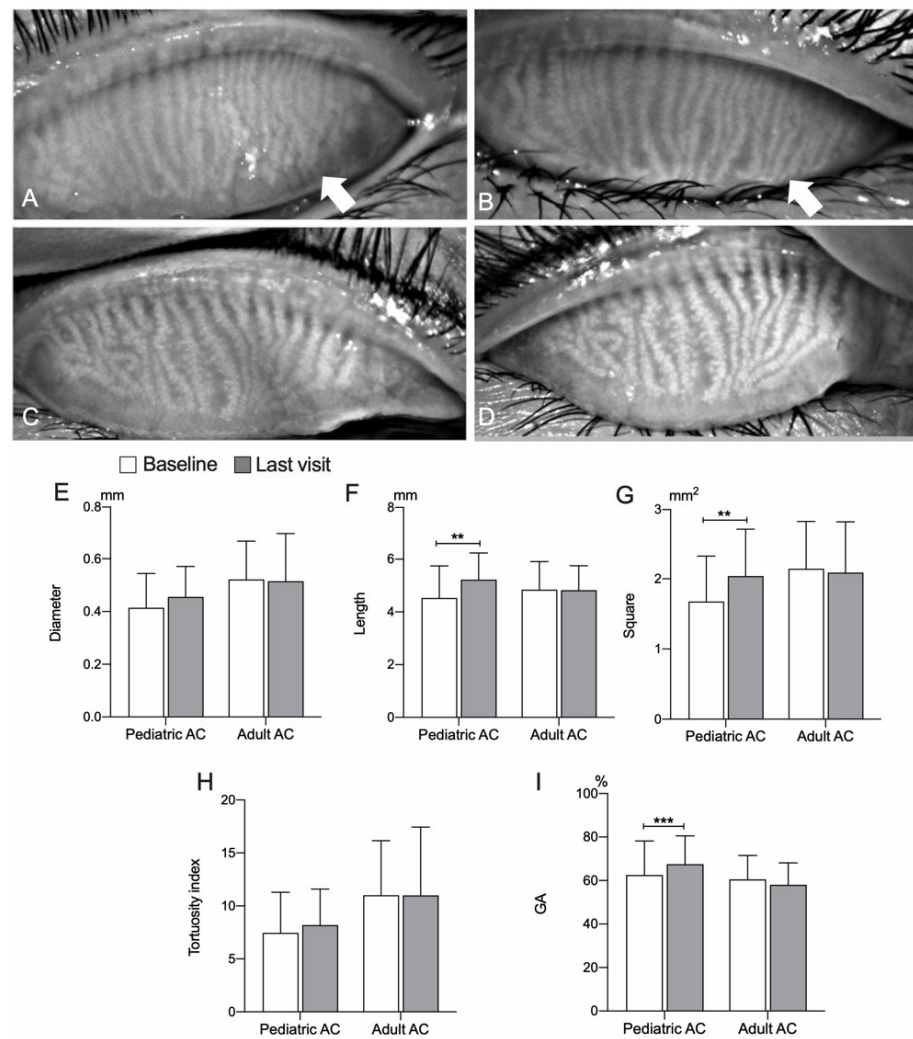 A
B
C
D
Baseline Last visit
E
mm
0.8
0.6
0.4
0.2
0.0
Diameter
Pediatric AC Adult AC
F
mm
8
6
4
2
0
Length
**
Pediatric AC Adult AC
G
mm2
3
2
1
0
Square
**
Pediatric AC Adult AC
H
20
15
10
5
0
Tortuosity index
Pediatric AC Adult AC
I
%
100
80
60
40
20
0
GA
***
Pediatric AC Adult AC